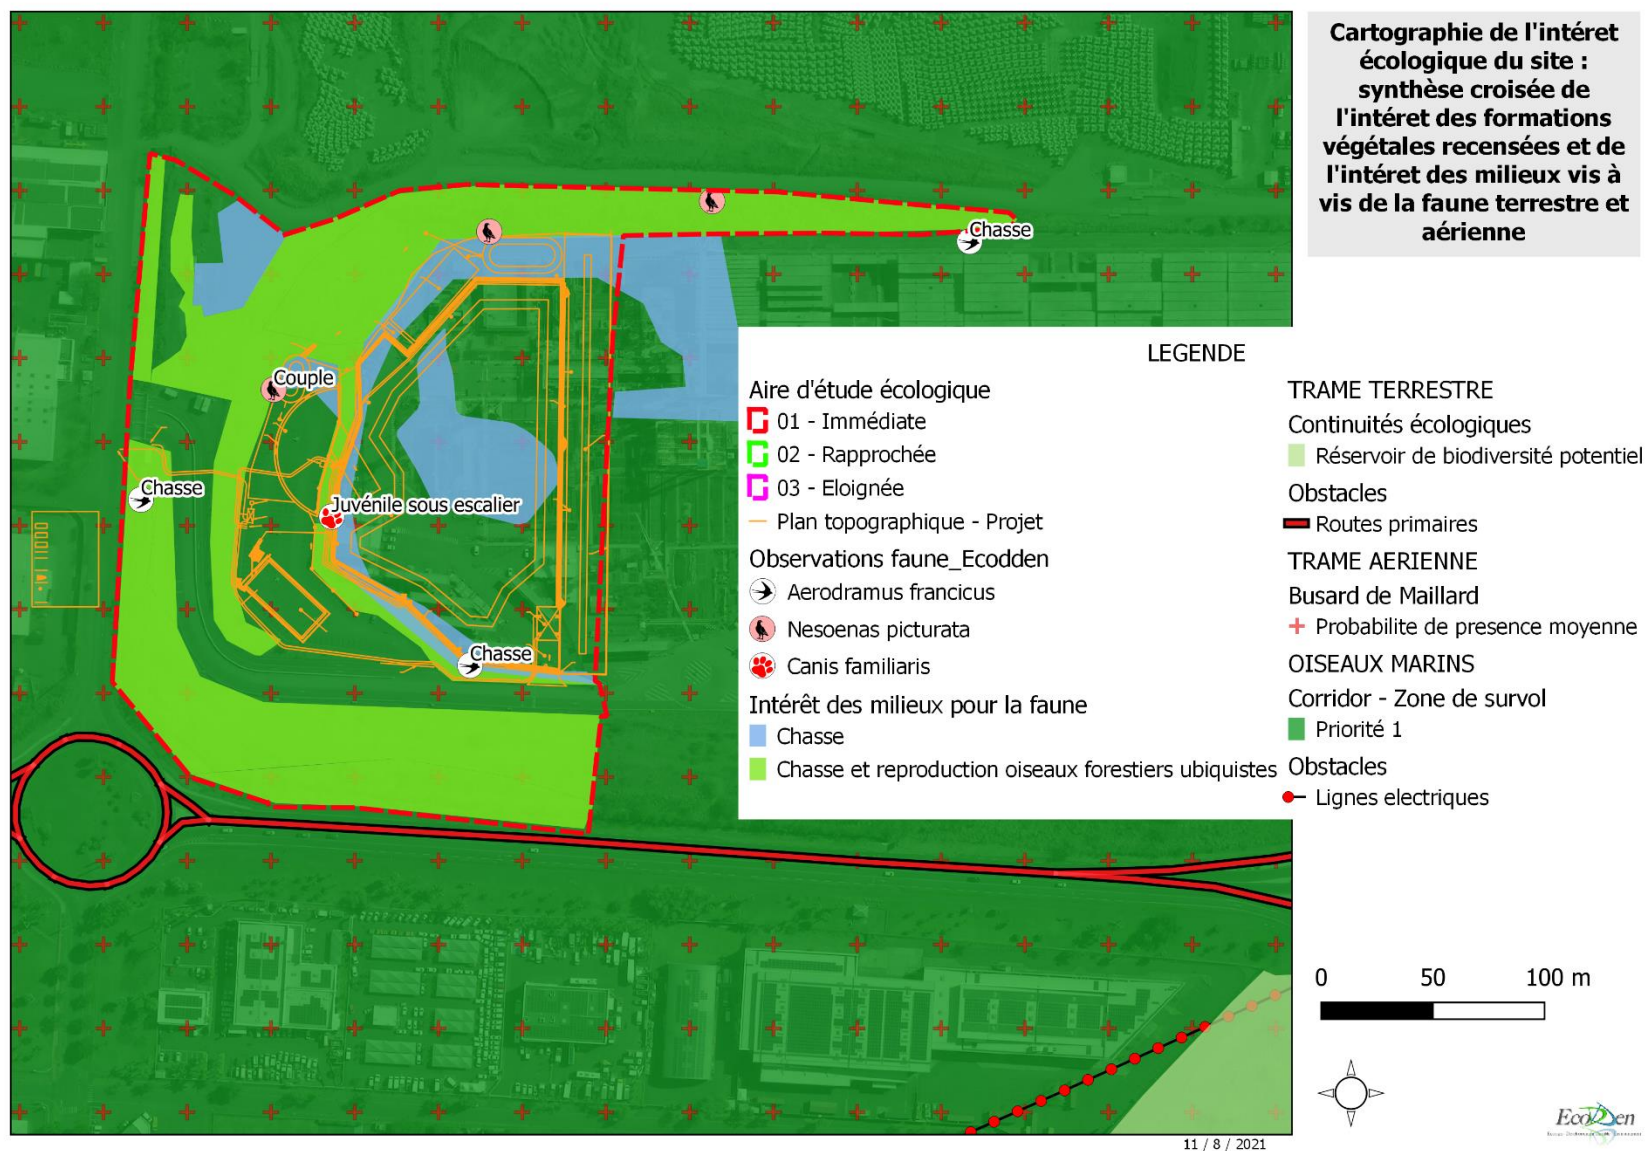 Cartographie de l'intéret
écologique du site :
synthèse croisée de
l'intéret des formations
végétales recensées et de
l'intéret des milieux vis à
vis de la faune terrestre et
aérienne
Chasse
Couple
Chasse
Juvénile sous escalier
Chasse
LEGENDE
Aire d'étude écologique
01 - Immédiate
02 - Rapprochée
03 - Eloignée
Plan topographique - Projet
Observations faune_Ecodden
Aerodramus francicus
Nesoenas picturata
Canis familiaris
Intérêt des milieux pour la faune
Chasse
Chasse et reproduction oiseaux forestiers ubiquistes
TRAME TERRESTRE
Continuités écologiques
Réservoir de biodiversité potentiel
Obstacles
Routes primaires
TRAME AERIENNE
Busard de Maillard
Probabilite de presence moyenne
OISEAUX MARINS
Corridor - Zone de survol
Priorité 1
Obstacles
Lignes electriques
0 50 100 m
EcoDDen
11 / 8 / 2021